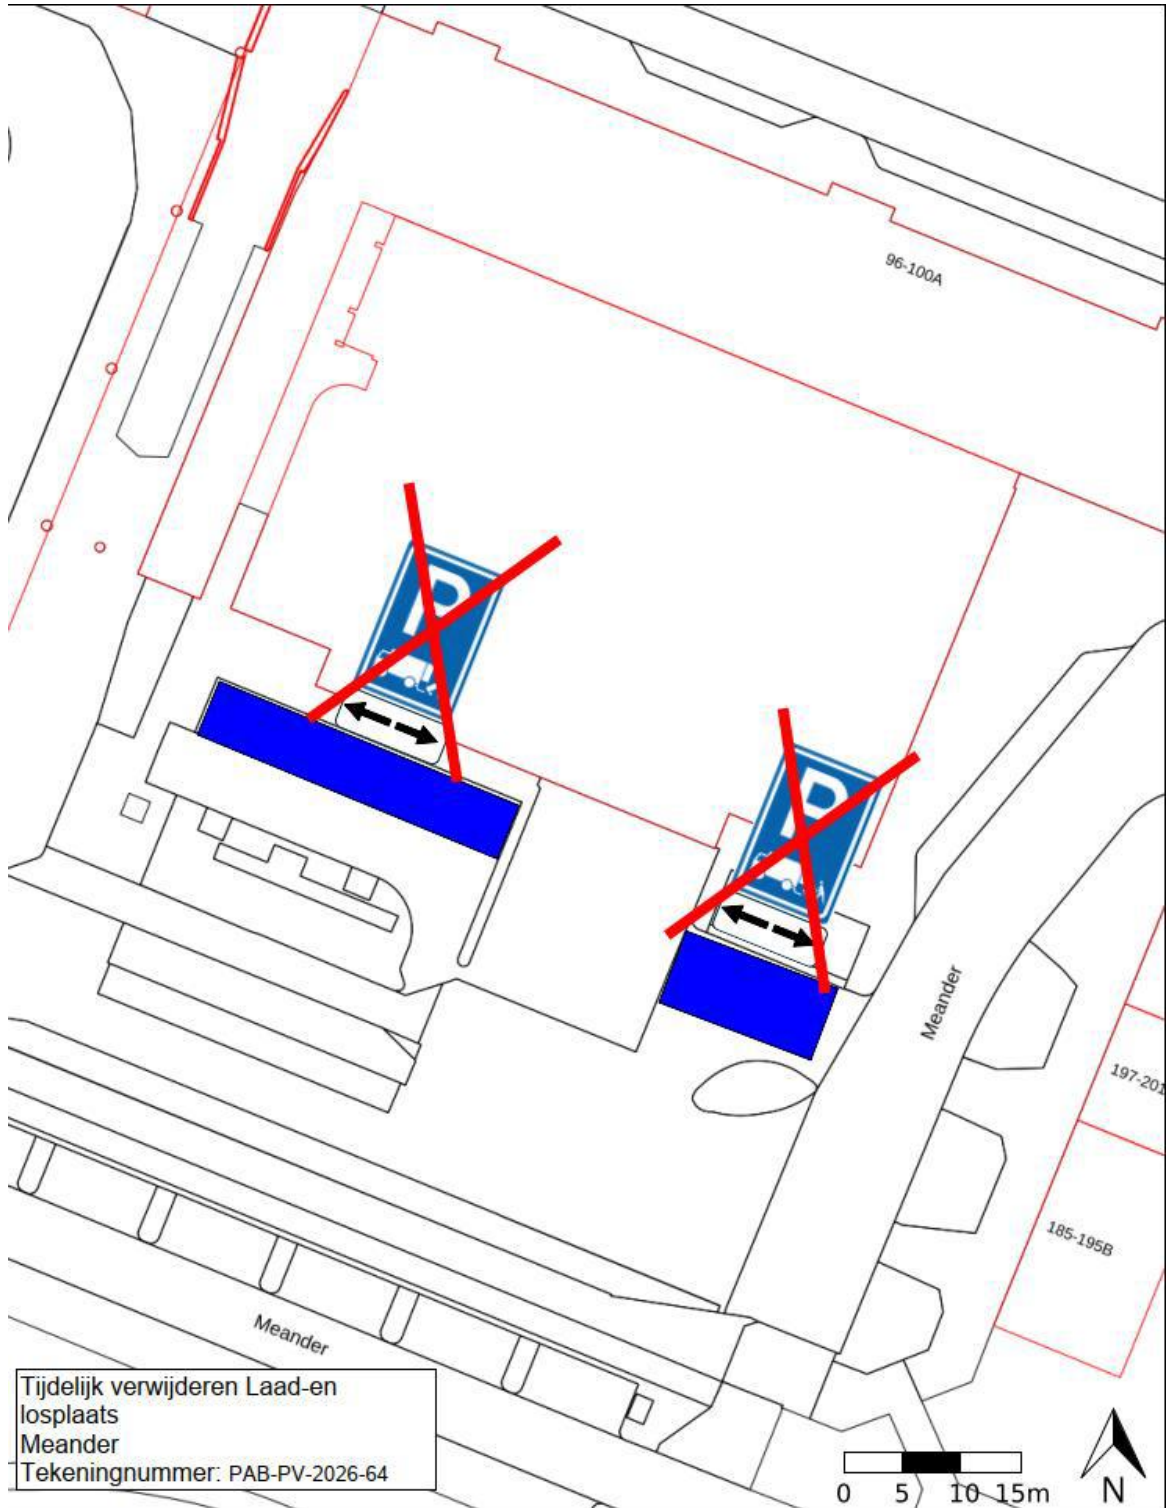 96-100A
P
P
Meander
197-201
185-195B
Meander
Tijdelijk verwijderen Laad-en
losplaats
Meander
Tekeningnummer: PAB-PV-2026-64
0 5 10 15m
N